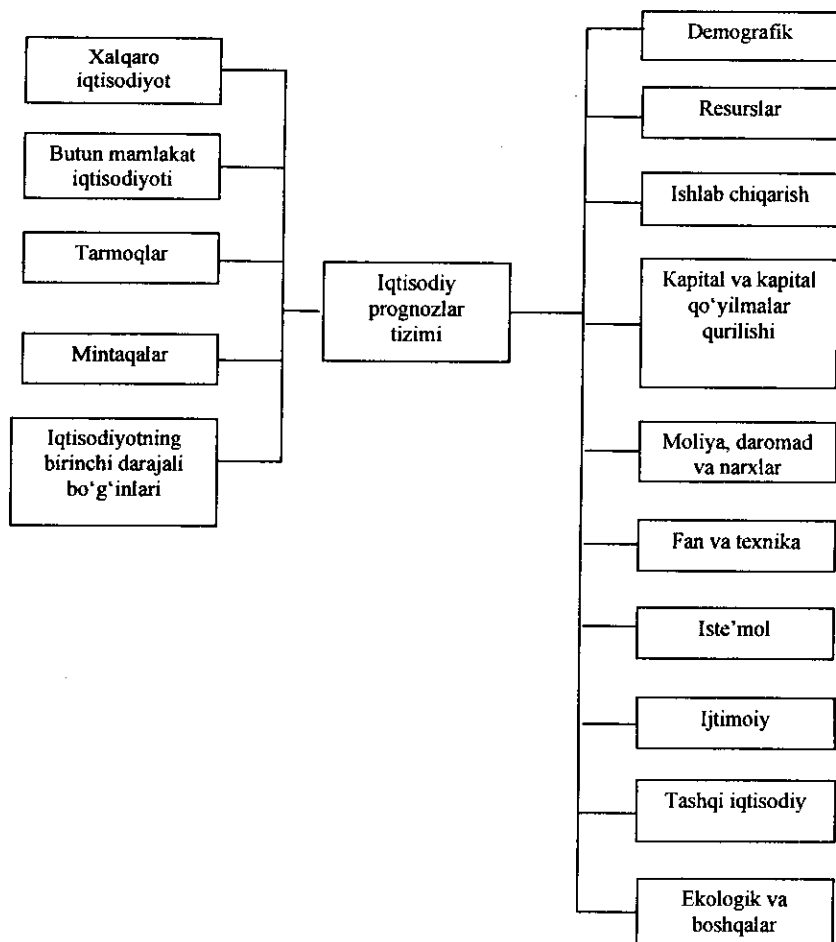 Xalqaro
iqtisodiyot
Butun mamlakat
iqtisodiyoti
Tarmoqlar
Mintaqalar
Iqtisodiyotning
birinchi darajali
bo‘g‘inlari
Iqtisodiy
prognozlar
tizimi
Demografik
Resurslar
Ishlab chiqarish
Kapital va kapital
qo‘yilmalar
qurilishi
Moliya, daromad
va narxlar
Fan va texnika
Iste’mol
Ijtimoiy
Tashqi iqtisodiy
Ekologik va
boshqalar